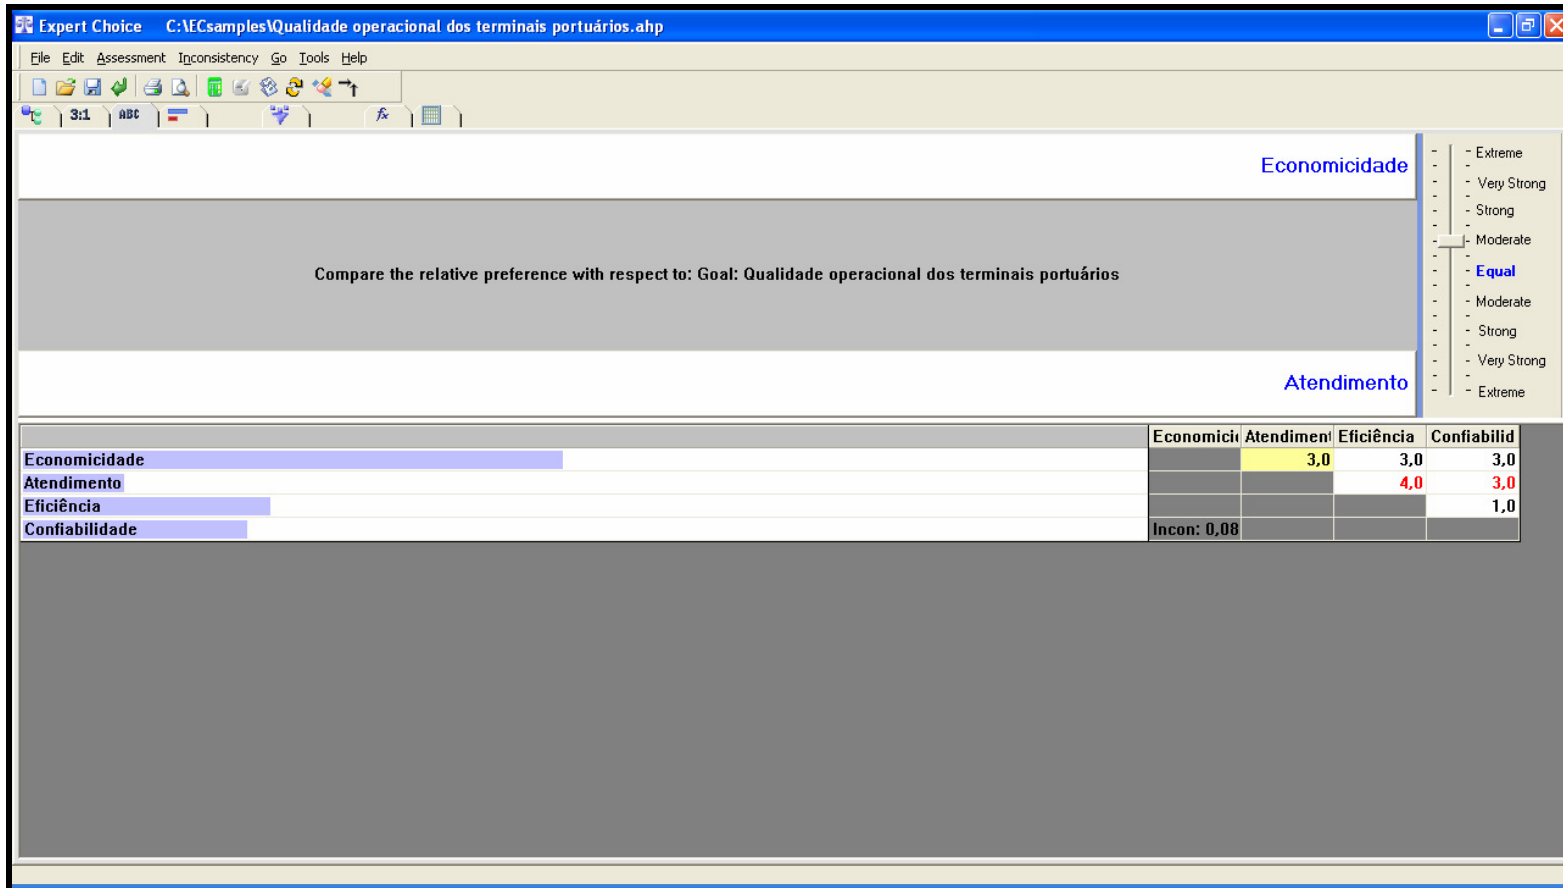 Expert Choice C:\ECsamples\Qualidade operacional dos terminais portuários.ahp
File Edit Assessment Inconsistency Go Tools Help
3:1 ABC fx
Economicidade
Compare the relative preference with respect to: Goal: Qualidade operacional dos terminais portuários
Atendimento
Extreme
Very Strong
Strong
Moderate
Equal
Moderate
Strong
Very Strong
Extreme
Economici Atendiment Eficiência Confiabilid
Economicidade 3,0 3,0 3,0
Atendimento 4,0 3,0
Eficiência 1,0
Confiabilidade Incon: 0,08